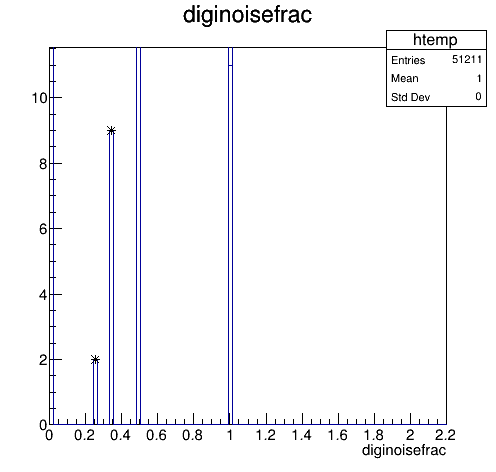 diginoisefrac
htemp
Entries 51211
Mean 1
Std Dev 0
10
8
6
4
2
0
0 0.2 0.4 0.6 0.8 1 1.2 1.4 1.6 1.8 2 2.2
diginoisefrac